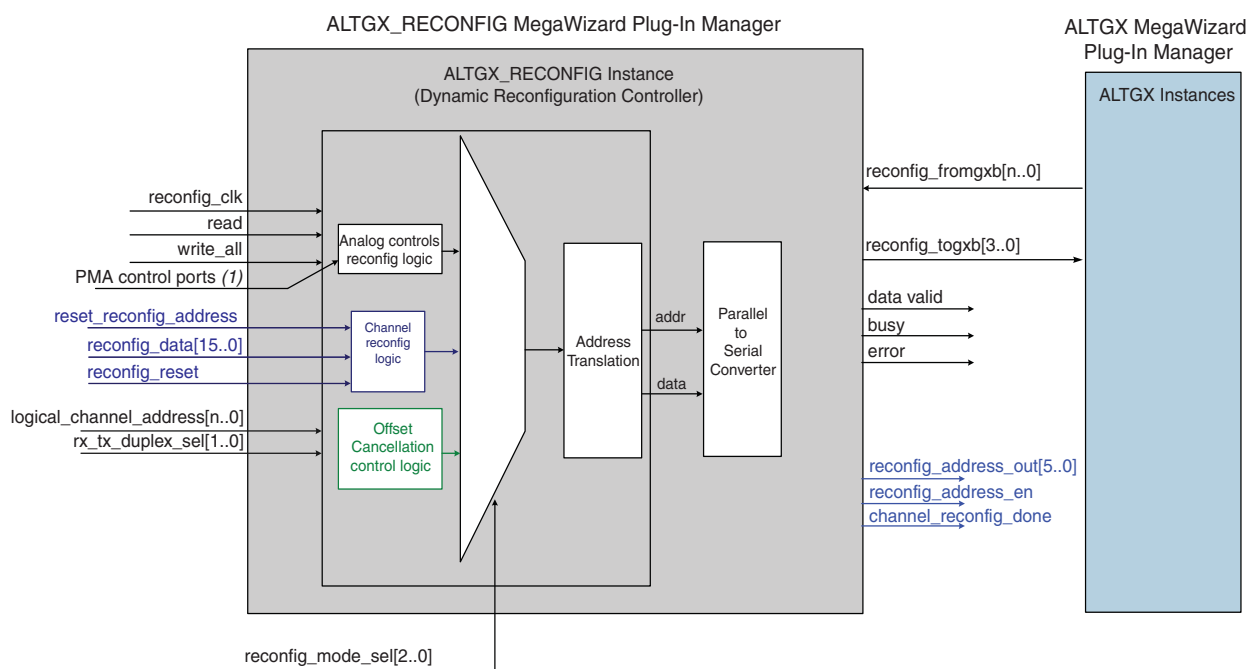 ALTGX_RECONFIG MegaWizard Plug-In Manager
ALTGX MegaWizard
Plug-In Manager
ALTGX_RECONFIG Instance
(Dynamic Reconfiguration Controller)
ALTGX Instances
reconfig_clk
read
write_all
PMA control ports (1)
reset_reconfig_address
reconfig_data[15..0]
reconfig_reset
logical_channel_address[n..0]
rx_tx_duplex_sel[1..0]
Analog controls
reconfig logic
Channel
reconfig
logic
Offset
Cancellation
control logic
Address
Translation
addr
data
Parallel
to
Serial
Converter
reconfig_fromgxb[n..0]
reconfig_togxb[3..0]
data valid
busy
error
reconfig_address_out[5..0]
reconfig_address_en
channel_reconfig_done
reconfig_mode_sel[2..0]